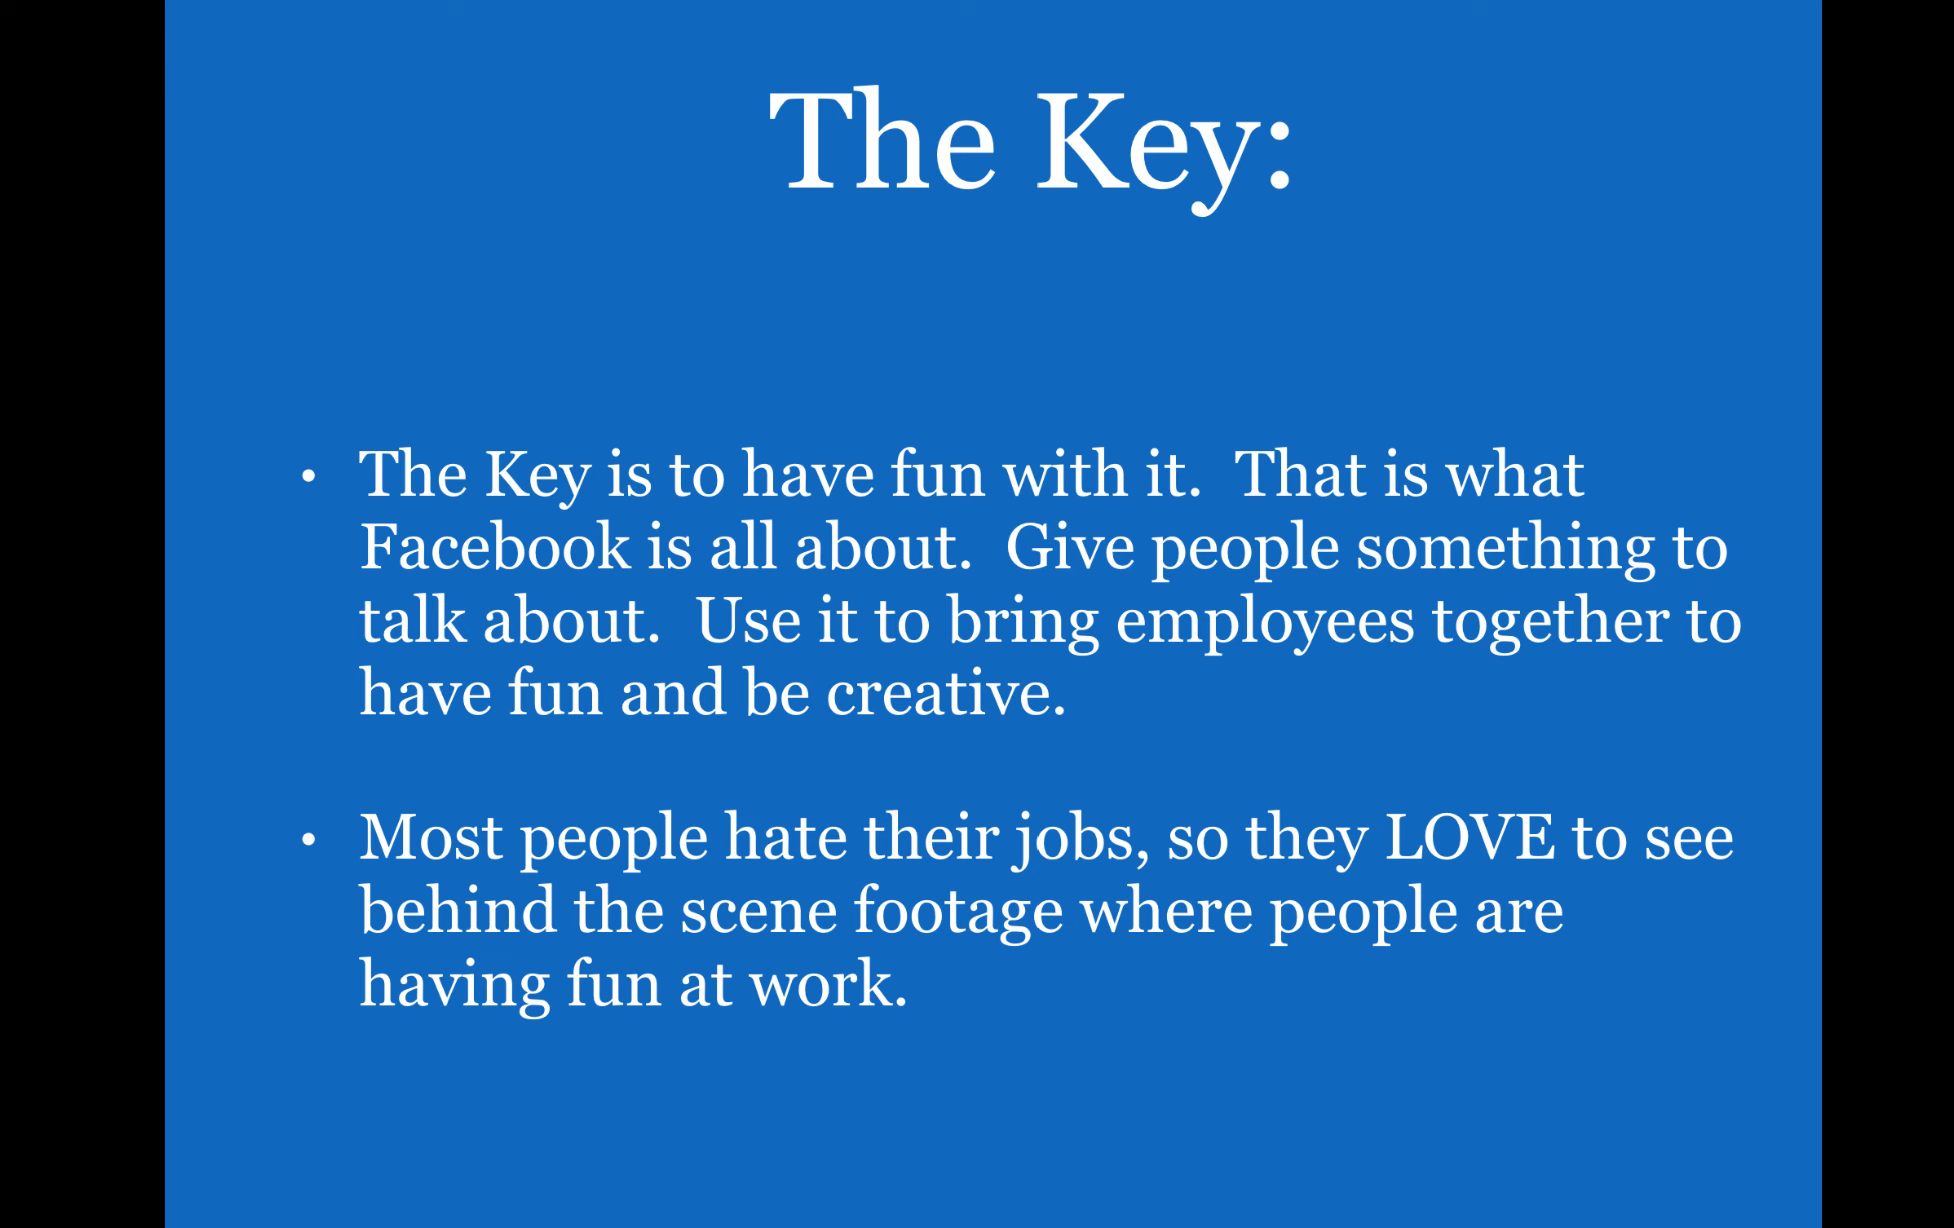 The Key:
• The Key is to have fun with it.  That is what
Facebook is all about.  Give people something to
talk about.  Use it to bring employees together to
have fun and be creative.
• Most people hate their jobs, so they LOVE to see
behind the scene footage where people are
having fun at work.